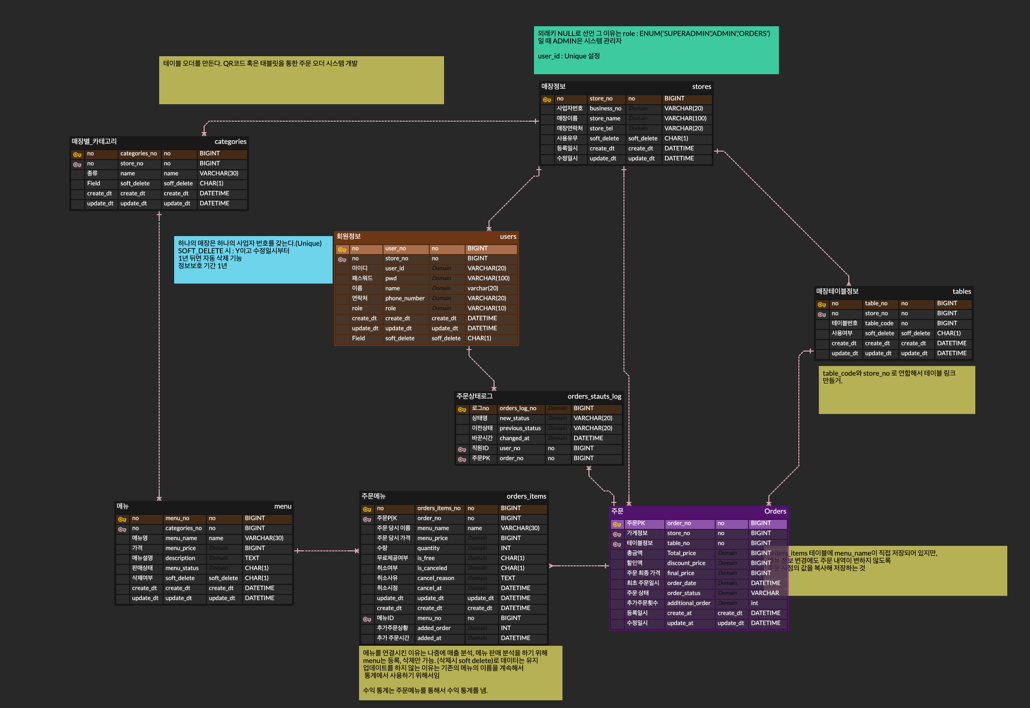 외래키 NULL로 선언 그 이유는 role : ENUM('SUPERADMIN','ADMIN','ORDERS')
일 때 ADMIN은 시스템 관리자
user_id : Unique 설정
테이블 오더를 만든다. QR코드 혹은 태블릿을 통한 주문 오더 시스템 개발
매장정보 stores
no store_no no BIGINT
사업자번호 business_no Domain VARCHAR(20)
매장이름 store_name Domain VARCHAR(100)
매장연락처 store_tel Domain VARCHAR(20)
사용유무 soft_delete soft_delete CHAR(1)
등록일시 create_dt create_dt DATETIME
수정일시 update_dt update_dt DATETIME
매장별_카테고리 categories
no categories_no no BIGINT
no store_no no BIGINT
종류 name name VARCHAR(30)
Field soft_delete soff_delete CHAR(1)
create_dt create_dt create_dt DATETIME
update_dt update_dt update_dt DATETIME
하나의 매장은 하나의 사업자 번호를 갖는다.(Unique)
SOFT_DELETE 시 : Y이고 수정일시부터
1년 뒤면 자동 삭제 기능
정보보호 기간 1년
회원정보 users
no user_no no BIGINT
no store_no no BIGINT
아이디 user_id Domain VARCHAR(20)
패스워드 pwd Domain VARCHAR(100)
이름 name Domain varchar(20)
연락처 phone_number Domain VARCHAR(20)
role role Domain VARCHAR(10)
create_dt create_dt create_dt DATETIME
update_dt update_dt update_dt DATETIME
Field soft_delete soft_delete CHAR(1)
매장테이블정보 tables
no table_no no BIGINT
no store_no no BIGINT
테이블번호 table_code no BIGINT
사용여부 soft_delete soft_delete CHAR(1)
create_dt create_dt create_dt DATETIME
update_dt update_dt update_dt DATETIME
table_code와 store_no 로 연합해서 테이블 링크
만들거,
주문상태로그 orders_stauts_log
로그no orders_log_no Domain BIGINT
상태명 new_status Domain VARCHAR(20)
이전상태 previous_status Domain VARCHAR(20)
바꾼시간 changed_at Domain DATETIME
직원ID user_no no BIGINT
주문PK order_no no BIGINT
메뉴 menu
no menu_no no BIGINT
no categories_no no BIGINT
메뉴명 menu_name name VARCHAR(30)
가격 menu_price Domain BIGINT
메뉴설명 description Domain TEXT
판매상태 menu_status Domain CHAR(1)
삭제여부 soft_delete soft_delete CHAR(1)
create_dt create_dt create_dt DATETIME
update_dt update_dt update_dt DATETIME
주문메뉴 orders_items
no orders_items_no no BIGINT
주문P(K order_no no BIGINT
주문 당시 이름 menu_name name VARCHAR(30)
주문 당시 가격 menu_price Domain BIGINT
수량 quantity Domain INT
무료제공여부 is_free Domain CHAR(1)
취소여부 is_canceled Domain CHAR(1)
취소사유 cancel_reason Domain TEXT
취소시점 cancel_at Domain DATETIME
update_dt update_dt update_dt DATETIME
create_dt create_dt create_dt DATETIME
메뉴ID menu_no no BIGINT
추가주문상황 added_order Domain INT
추가 주문시간 added_at Domain DATETIME
메뉴를 연결시킨 이유는 나중에 매출 분석, 메뉴 판매 분석을 하기 위해
menu는 등록, 삭제만 가능. (삭제시 soft delete)로 데이터는 유지
업데이트를 하지 않는 이유는 기존의 메뉴의 이름을 계속해서
통계에서 사용하기 위해서임
수익 통계는 주문메뉴를 통해서 수익 통계를 냄.
주문 Orders
주문PK order_no no BIGINT
가게정보 store_no no BIGINT
테이블정보 table_no no BIGINT
총금액 Total_price Domain BIGINT
할인액 discount_price Domain BIGINT
주문 최종 가격 final_price Domain BIGINT
최초 주문일시 order_date Domain DATETIME
주문 상태 order_status Domain VARCHAR
추가주문횟수 additional_order Domain int
등록일시 create_at create_dt DATETIME
수정일시 update_at update_dt DATETIME
orders_items 테이블에 menu_name이 직접 저장되어 있지만,
정보 변경에도 주문 내역이 변하지 않도록
시점의 값을 복사해 저장하는 것